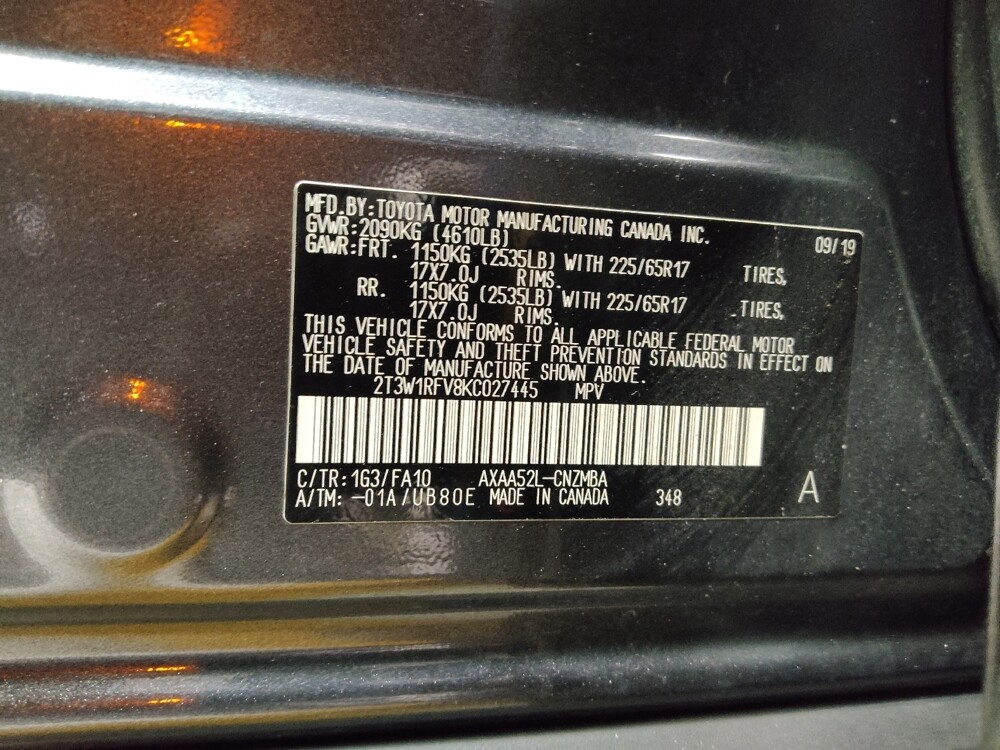 MFD.BY:TOYOTA MOTOR MANUFACTURING CANADA INC. 09/19
GVWR:2090KG (4610LB)
GAWR:FRT. 1150KG (2535LB) WITH 225/65R17 TIRES,
17X7.0J RIMS.
RR. 1150KG (2535LB) WITH 225/65R17 TIRES,
17X7.0J RIMS.
THIS VEHICLE CONFORMS TO ALL APPLICABLE FEDERAL MOTOR
VEHICLE SAFETY AND THEFT PREVENTION STANDARDS IN EFFECT ON
THE DATE OF MANUFACTURE SHOWN ABOVE.
2T3W1RFV8KC027445 MPV
C/TR:1G3/FA10 AXAA52L-CNZMBA
A/TM:-01A/UB80E MADE IN CANADA 348 A